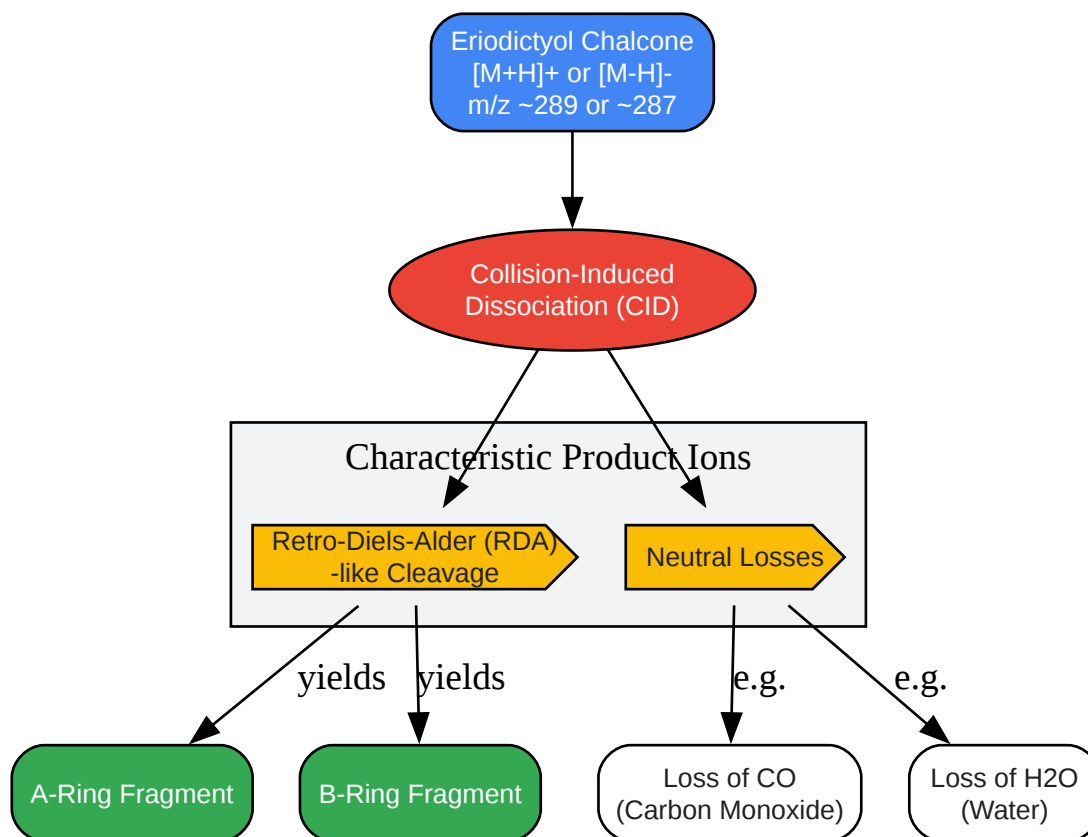 Eriodictyol Chalcone
[M+H]+ or [M-H]-
m/z ~289 or ~287
Collision-Induced
Dissociation (CID)
Characteristic Product Ions
Retro-Diels-Alder (RDA)
-like Cleavage
Neutral Losses
yields
yields
e.g.
e.g.
A-Ring Fragment
B-Ring Fragment
Loss of CO
(Carbon Monoxide)
Loss of H2O
(Water)